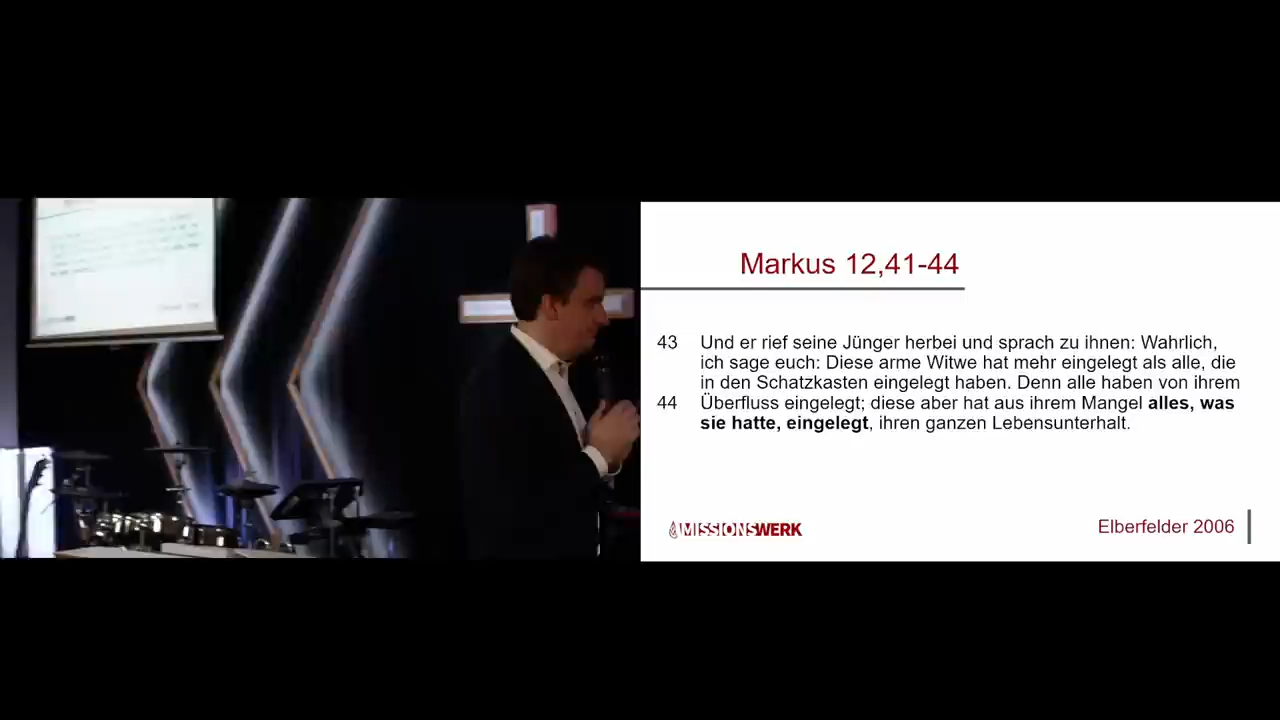 Markus 12,41-44
43 Und er rief seine Jünger herbei und sprach zu ihnen: Wahrlich,
ich sage euch: Diese arme Witwe hat mehr eingelegt als alle, die
in den Schatzkasten eingelegt haben. Denn alle haben von ihrem
44 Überfluss eingelegt; diese aber hat aus ihrem Mangel alles, was
sie hatte, eingelegt, ihren ganzen Lebensunterhalt.
MISSIONSWERK
Elberfelder 2006